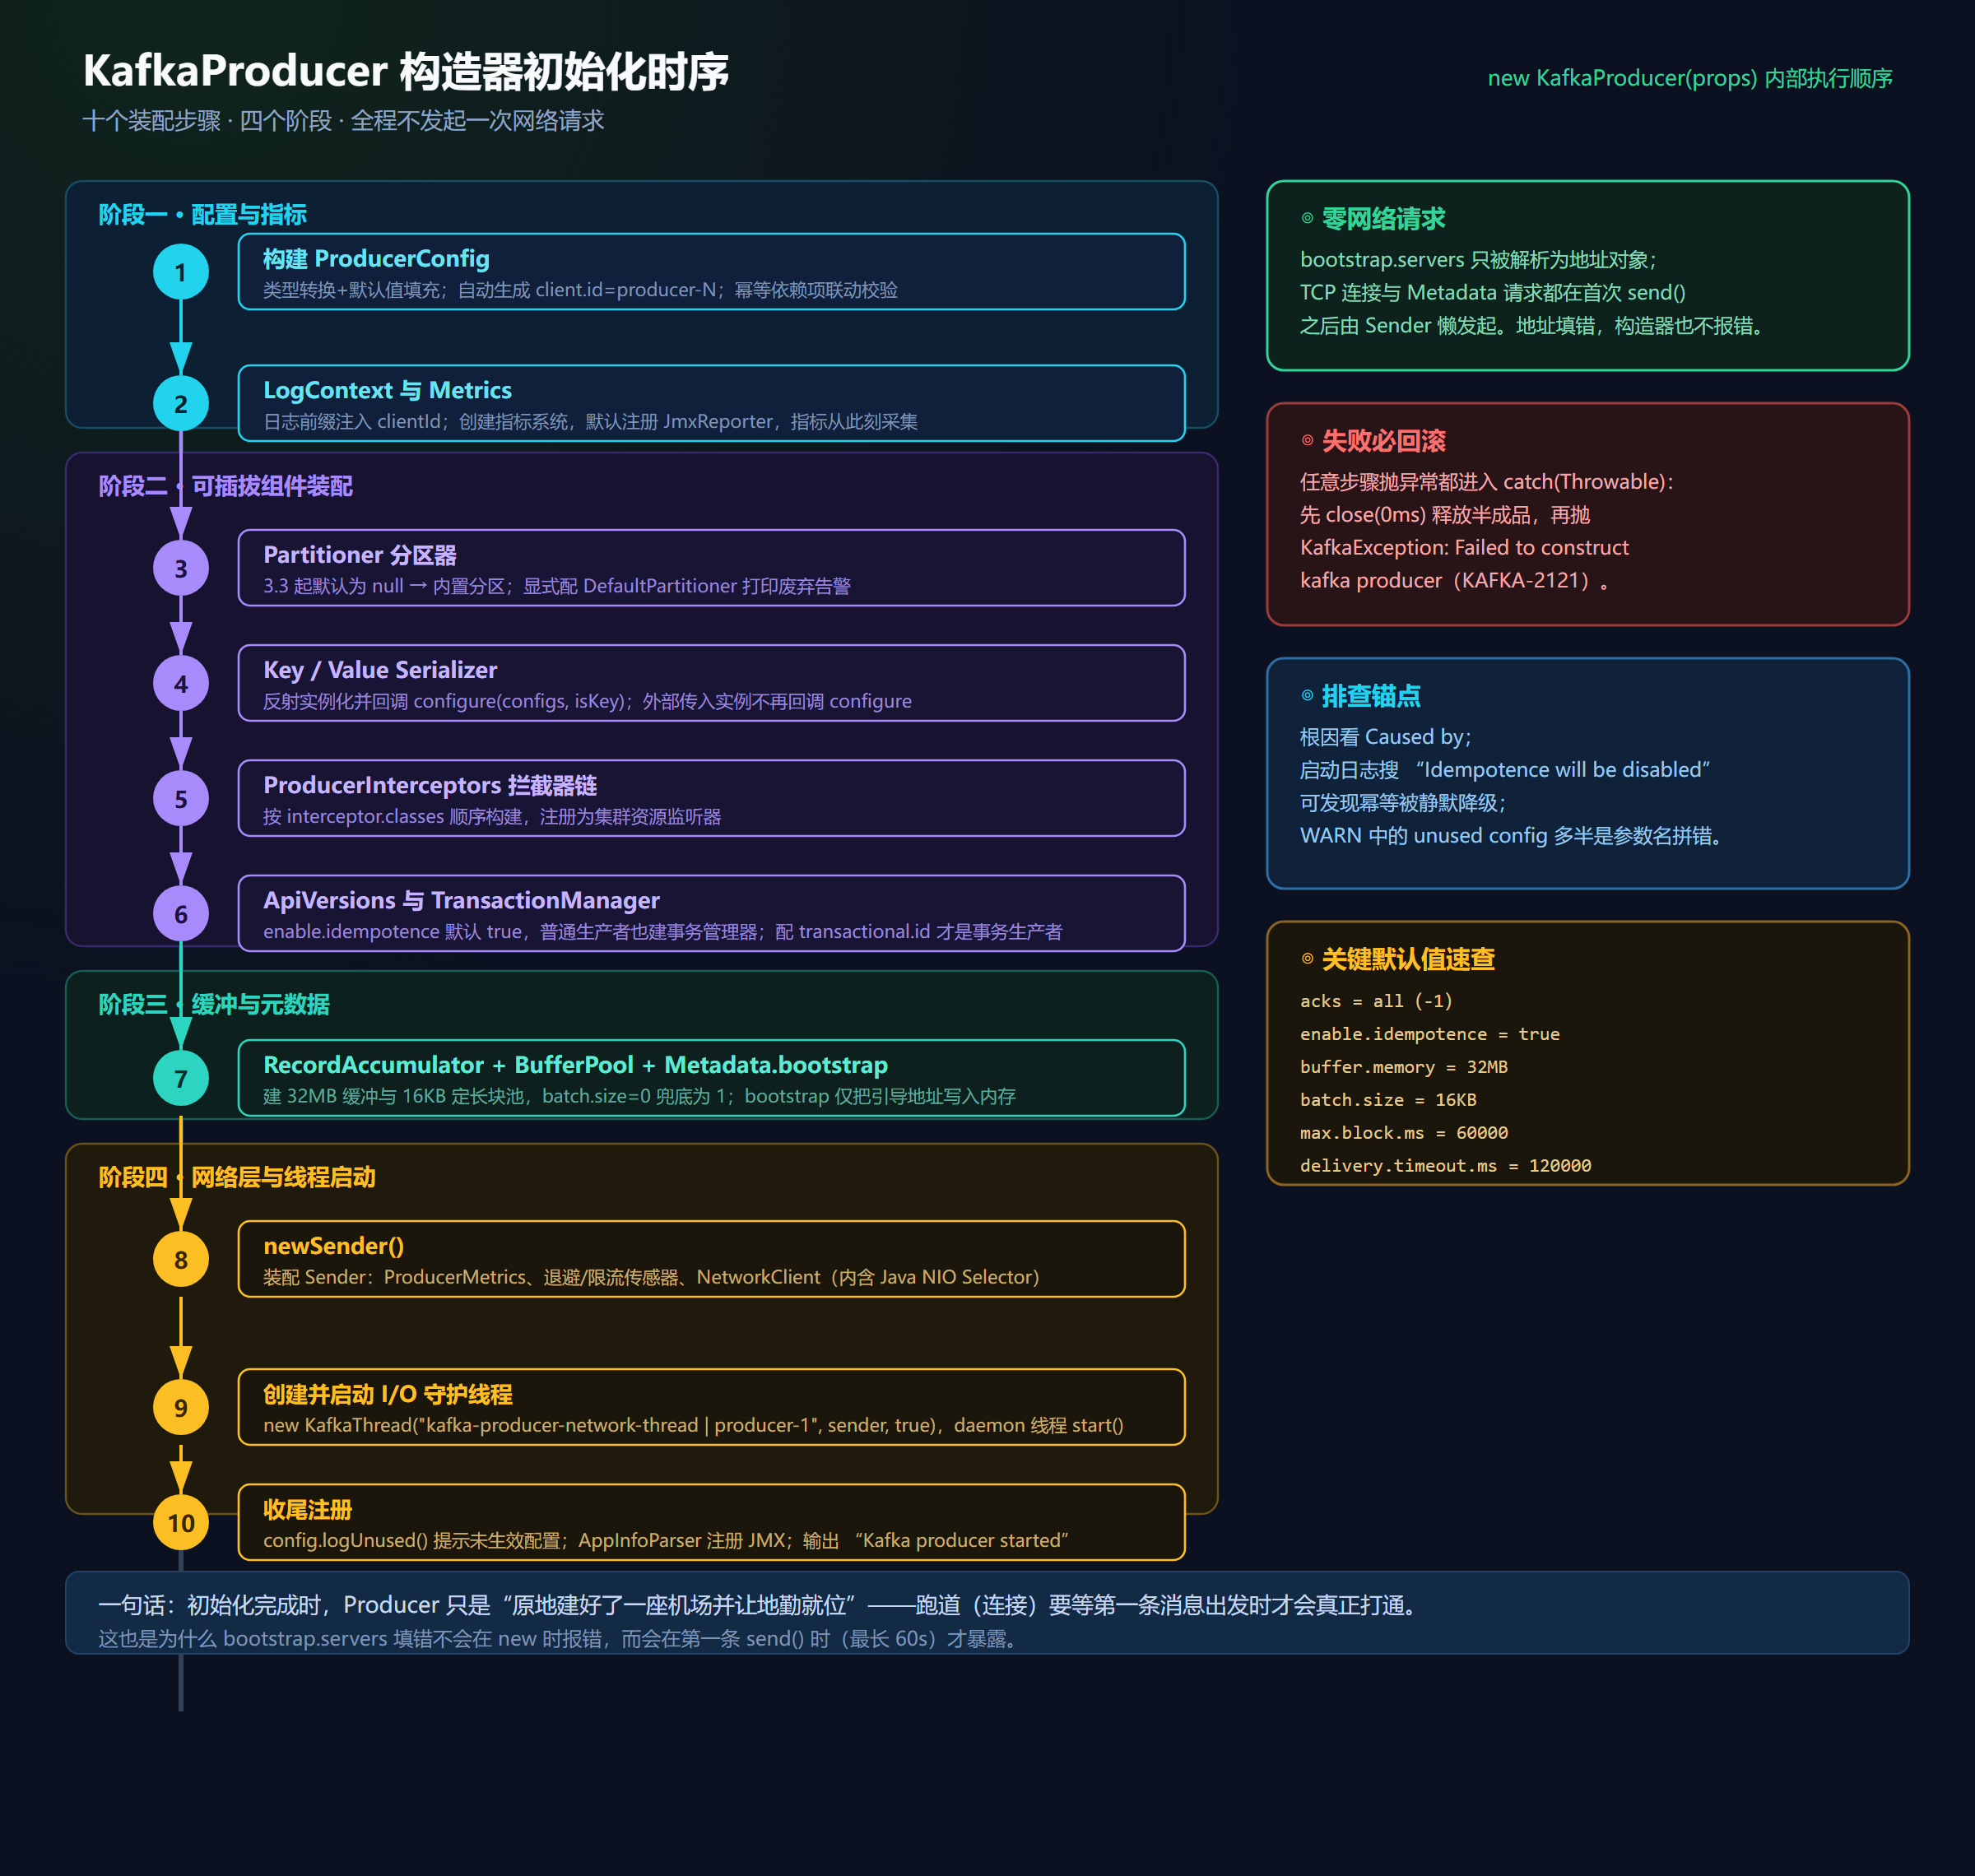 KafkaProducer 构造器初始化时序
new KafkaProducer(props) 内部执行顺序
十个装配步骤 · 四个阶段 · 全程不发起一次网络请求
阶段一 · 配置与指标
1
构建 ProducerConfig
类型转换+默认值填充；自动生成 client.id=producer-N；幂等依赖项联动校验
2
LogContext 与 Metrics
日志前缀注入 clientId；创建指标系统，默认注册 JmxReporter，指标从此刻采集
阶段二 · 可插拔组件装配
3
Partitioner 分区器
3.3 起默认为 null → 内置分区；显式配 DefaultPartitioner 打印废弃告警
4
Key / Value Serializer
反射实例化并回调 configure(configs, isKey)；外部传入实例不再回调 configure
5
ProducerInterceptors 拦截器链
按 interceptor.classes 顺序构建，注册为集群资源监听器
6
ApiVersions 与 TransactionManager
enable.idempotence 默认 true，普通生产者也建事务管理器；配 transactional.id 才是事务生产者
阶段三 · 缓冲与元数据
7
RecordAccumulator + BufferPool + Metadata.bootstrap
建 32MB 缓冲与 16KB 定长块池，batch.size=0 兜底为 1；bootstrap 仅把引导地址写入内存
阶段四 · 网络层与线程启动
8
newSender()
装配 Sender：ProducerMetrics、退避/限流传感器、NetworkClient（内含 Java NIO Selector）
9
创建并启动 I/O 守护线程
new KafkaThread("kafka-producer-network-thread | producer-1", sender, true)，daemon 线程 start()
10
收尾注册
config.logUnused() 提示未生效配置；AppInfoParser 注册 JMX；输出 “Kafka producer started”
◎ 零网络请求
bootstrap.servers 只被解析为地址对象；
TCP 连接与 Metadata 请求都在首次 send()
之后由 Sender 懒发起。地址填错，构造器也不报错。
◎ 失败必回滚
任意步骤抛异常都进入 catch(Throwable)：
先 close(0ms) 释放半成品，再抛
KafkaException: Failed to construct
kafka producer（KAFKA-2121）。
◎ 排查锚点
根因看 Caused by；
启动日志搜 “Idempotence will be disabled”
可发现幂等被静默降级；
WARN 中的 unused config 多半是参数名拼错。
◎ 关键默认值速查
acks = all (-1)
enable.idempotence = true
buffer.memory = 32MB
batch.size = 16KB
max.block.ms = 60000
delivery.timeout.ms = 120000
一句话：初始化完成时，Producer 只是“原地建好了一座机场并让地勤就位”——跑道（连接）要等第一条消息出发时才会真正打通。
这也是为什么 bootstrap.servers 填错不会在 new 时报错，而会在第一条 send() 时（最长 60s）才暴露。